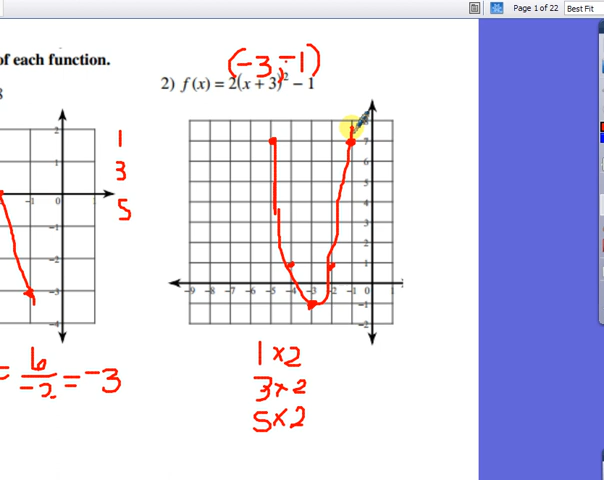 Page 1 of 22 Best Fit
of each function.
(-3, -1)
2) f(x) = 2(x + 3)² − 1
1
3
5
2
1
-1 0
-1
-2
-3
-4
8
7
6
5
4
3
2
1
-9 -8 -7 -6 -5 -4 -3 -2 -1 0
-1
-2
= 6/-2 = -3
1 × 2
3 × 2
5 × 2